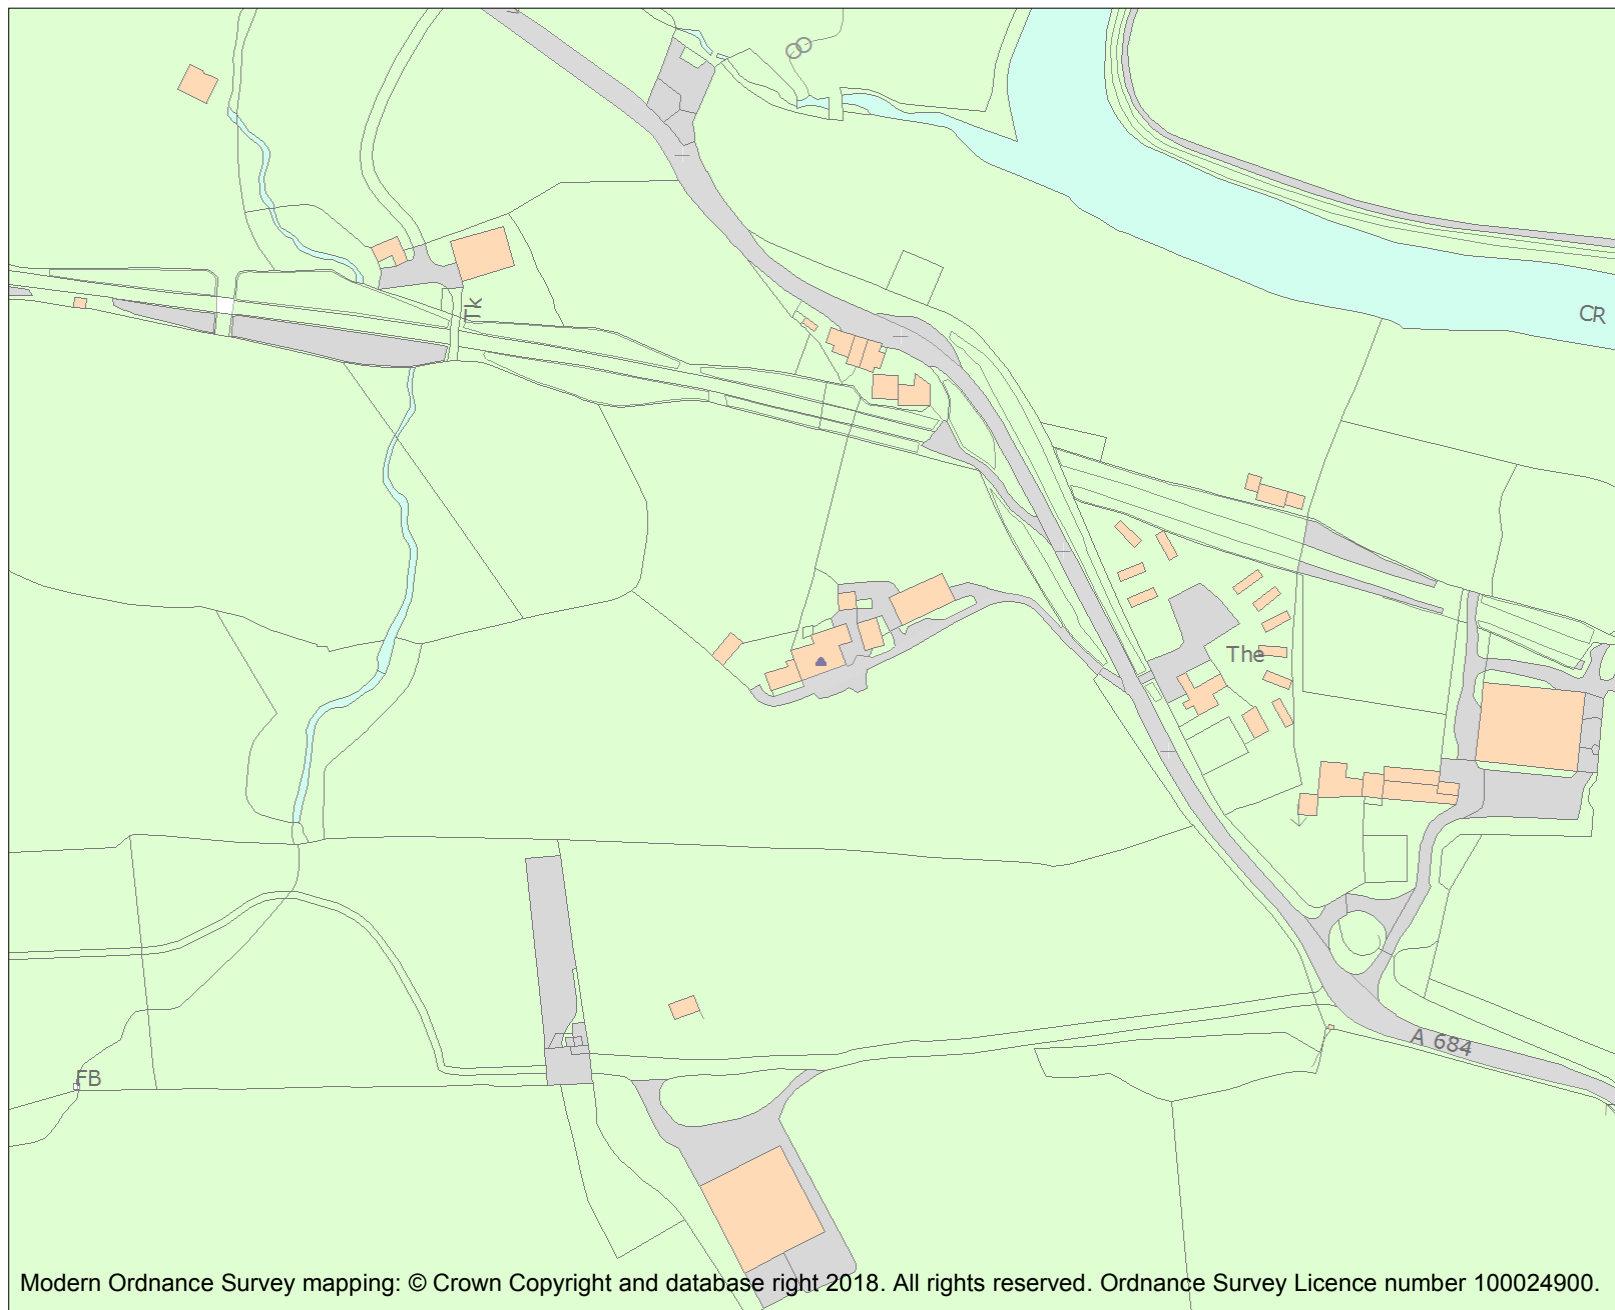 Tk
CR
The
A 684
FB
Modern Ordnance Survey mapping: © Crown Copyright and database right 2018. All rights reserved. Ordnance Survey Licence number 100024900.